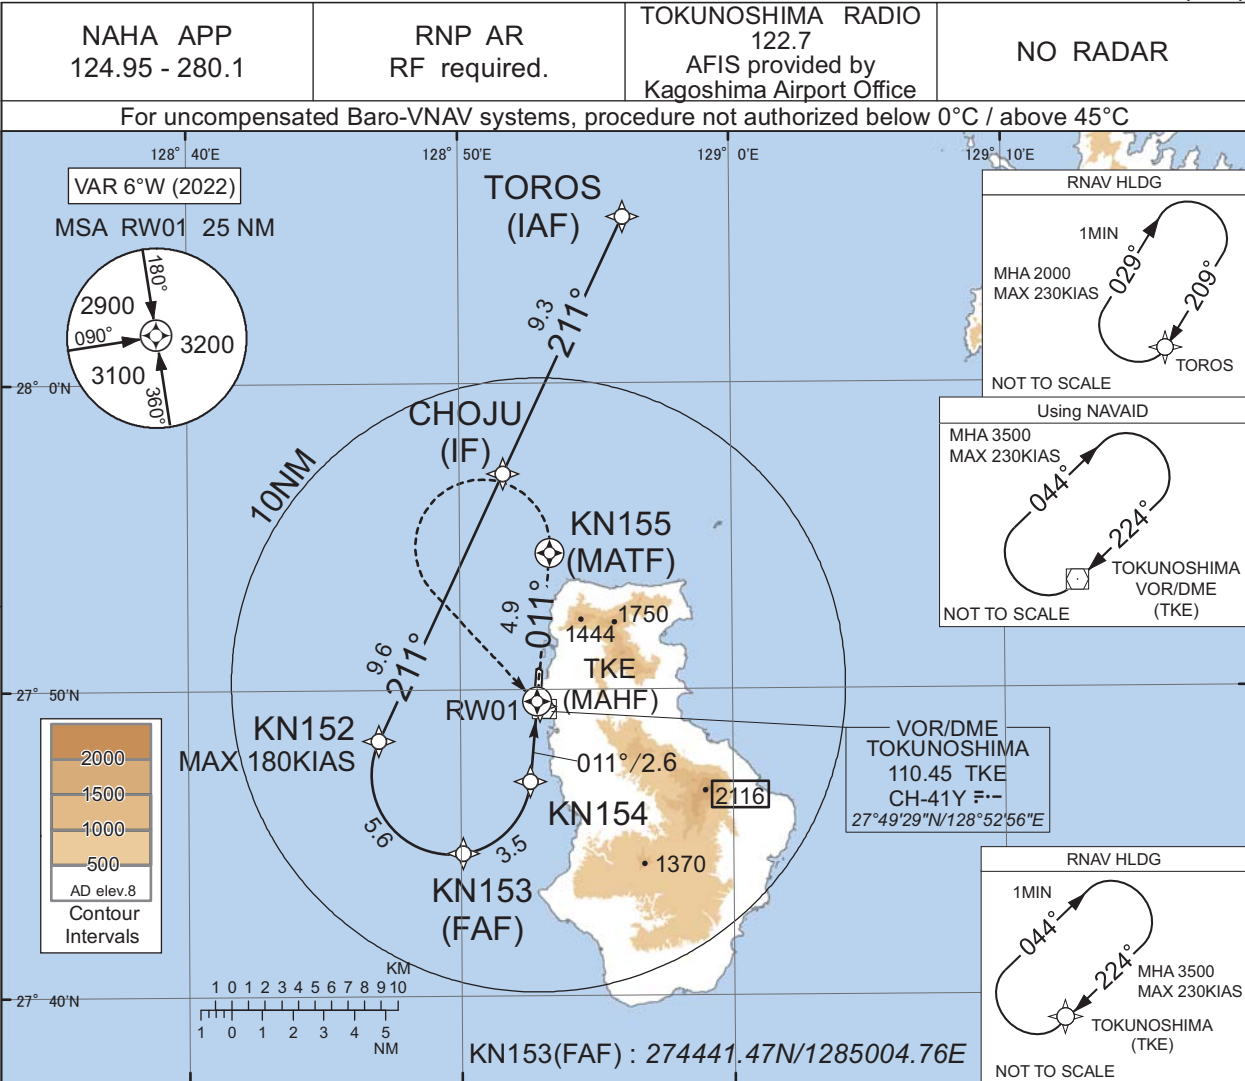 NAHA APP
124.95 - 280.1
RNP AR
RF required.
TOKUNOSHIMA RADIO
122.7
AFIS provided by
Kagoshima Airport Office
NO RADAR
For uncompensated Baro-VNAV systems, procedure not authorized below 0°C / above 45°C
128° 40'E
128° 50'E
129° 0'E
129° 10'E
VAR 6°W (2022)
MSA RW01 25 NM
180°
2900
090°
3200
3100
360°
TOROS
(IAF)
9.3
211°
RNAV HLDG
1MIN
029°
209°
MHA 2000
MAX 230KIAS
TOROS
NOT TO SCALE
28° 0'N
CHOJU
(IF)
10NM
KN155
(MATF)
4.9
011°
Using NAVAID
MHA 3500
MAX 230KIAS
044°
224°
TOKUNOSHIMA
VOR/DME
(TKE)
NOT TO SCALE
1444
1750
9.6
211°
TKE
(MAHF)
27° 50'N
RW01
KN152
MAX 180KIAS
011°/2.6
KN154
VOR/DME
TOKUNOSHIMA
110.45 TKE
CH-41Y
27°49'29"N/128°52'56"E
2116
1370
5.6
3.5
KN153
(FAF)
2000
1500
1000
500
AD elev.8
Contour
Intervals
RNAV HLDG
1MIN
044°
224°
MHA 3500
MAX 230KIAS
TOKUNOSHIMA
(TKE)
NOT TO SCALE
27° 40'N
KM
1 0 1 2 3 4 5 6 7 8 9 10
1 0 1 2 3 4 5
NM
KN153(FAF) : 274441.47N/1285004.76E